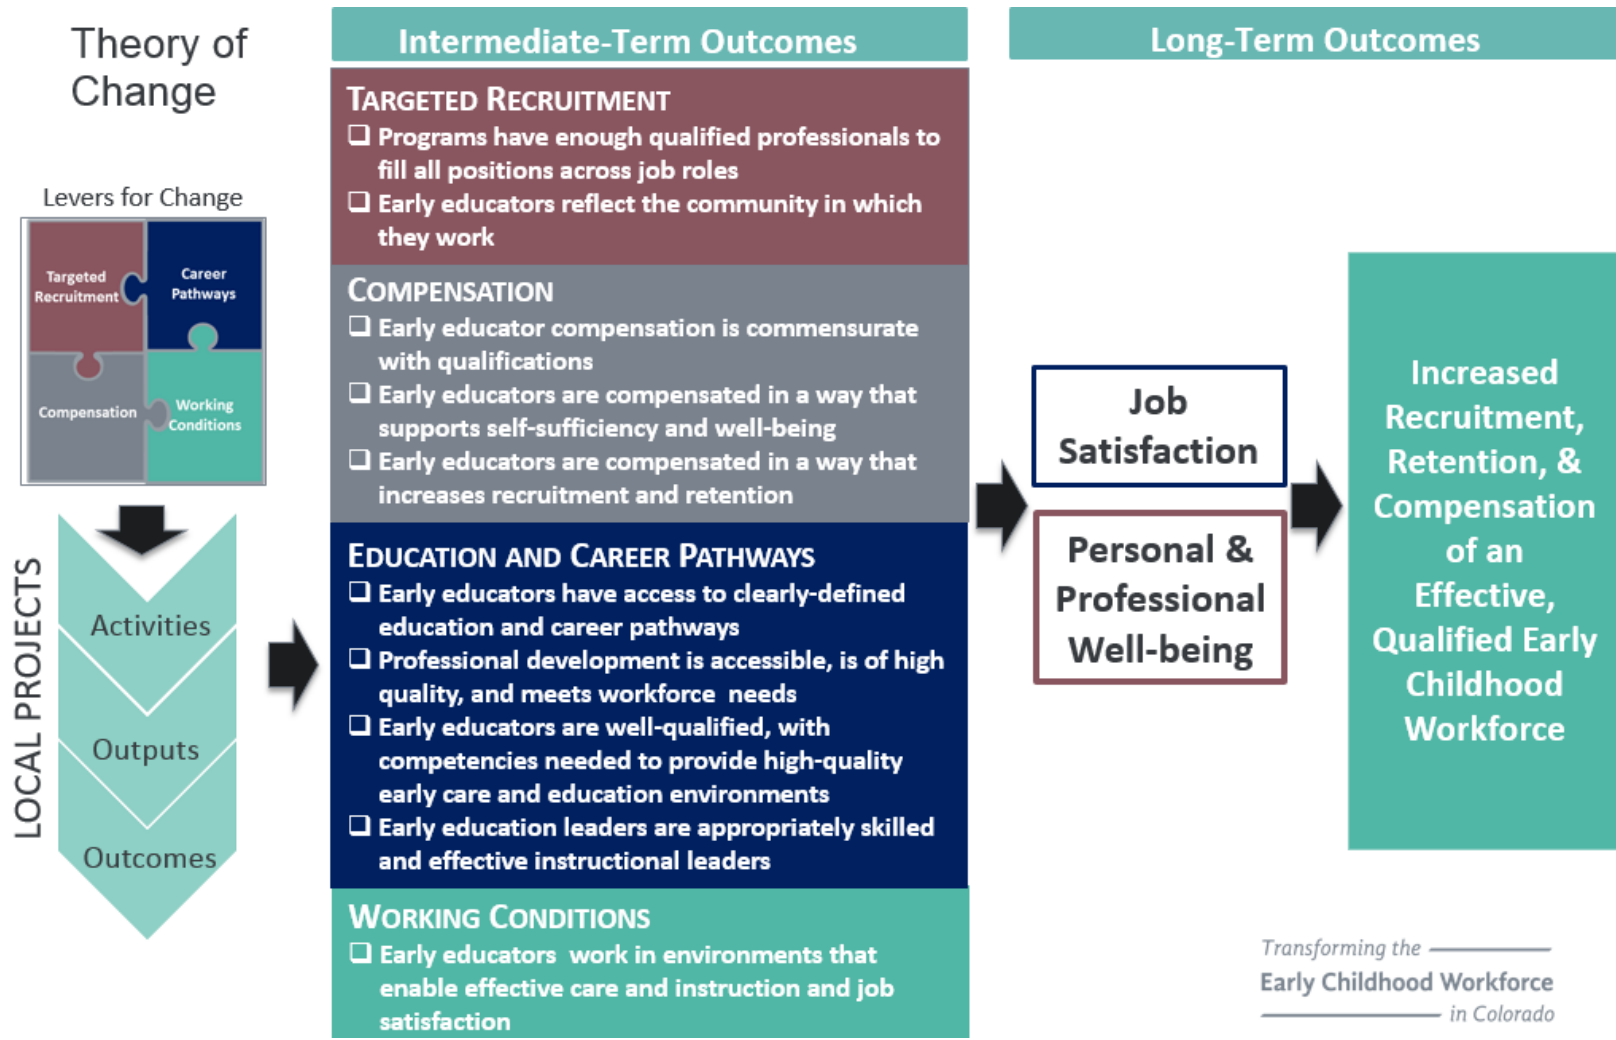 Theory of
Change
Levers for Change
Targeted
Recruitment
Career
Pathways
Compensation
Working
Conditions
LOCAL PROJECTS
Activities
Outputs
Outcomes
Intermediate-Term Outcomes
TARGETED RECRUITMENT
❑ Programs have enough qualified professionals to
fill all positions across job roles
❑ Early educators reflect the community in which
they work
COMPENSATION
❑ Early educator compensation is commensurate
with qualifications
❑ Early educators are compensated in a way that
supports self-sufficiency and well-being
❑ Early educators are compensated in a way that
increases recruitment and retention
EDUCATION AND CAREER PATHWAYS
❑ Early educators have access to clearly-defined
education and career pathways
❑ Professional development is accessible, is of high
quality, and meets workforce needs
❑ Early educators are well-qualified, with
competencies needed to provide high-quality
early care and education environments
❑ Early education leaders are appropriately skilled
and effective instructional leaders
WORKING CONDITIONS
❑ Early educators work in environments that
enable effective care and instruction and job
satisfaction
Long-Term Outcomes
Job
Satisfaction
Personal &
Professional
Well-being
Increased
Recruitment,
Retention, &
Compensation
of an
Effective,
Qualified Early
Childhood
Workforce
Transforming the
Early Childhood Workforce
in Colorado